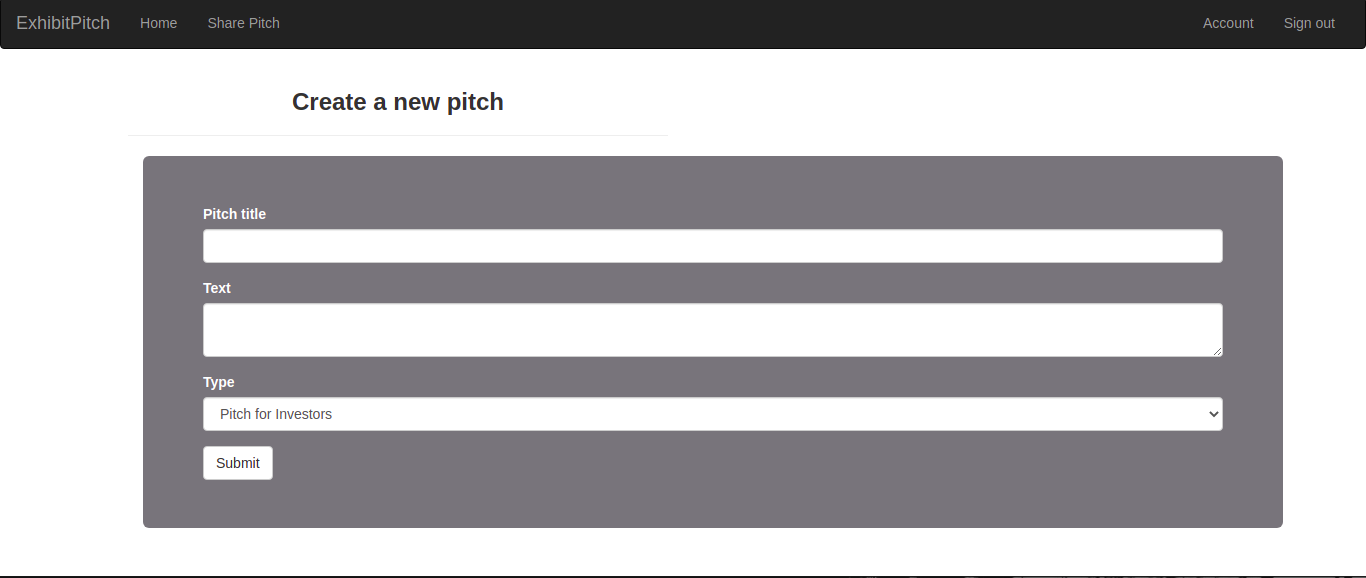 ExhibitPitch Home Share Pitch Account Sign out
Create a new pitch
Pitch title
Text
Type
Pitch for Investors
Submit